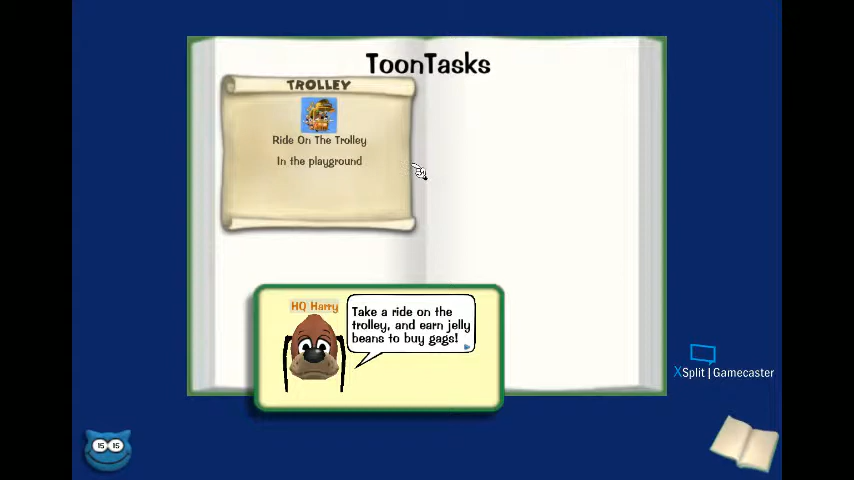 ToonTasks
TROLLEY
Ride On The Trolley
In the playground
HQ Harry
Take a ride on the
trolley, and earn jelly
beans to buy gags!
XSplit | Gamecaster
15 15